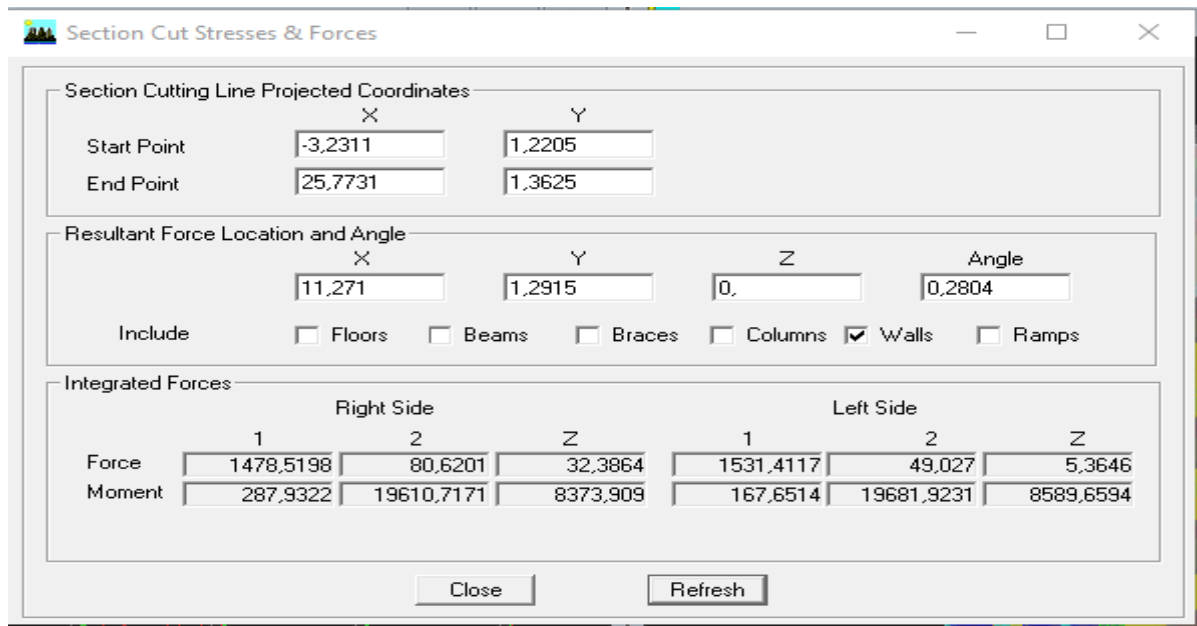 Section Cut Stresses & Forces
Section Cutting Line Projected Coordinates
X Y
Start Point -3,2311 1,2205
End Point 25,7731 1,3625
Resultant Force Location and Angle
X Y Z Angle
11,271 1,2915 0, 0,2804
Include Floors Beams Braces Columns Walls Ramps
Integrated Forces
Right Side Left Side
1 2 Z 1 2 Z
Force 1478,5198 80,6201 32,3864 1531,4117 49,027 5,3646
Moment 287,9322 19610,7171 8373,909 167,6514 19681,9231 8589,6594
Close Refresh